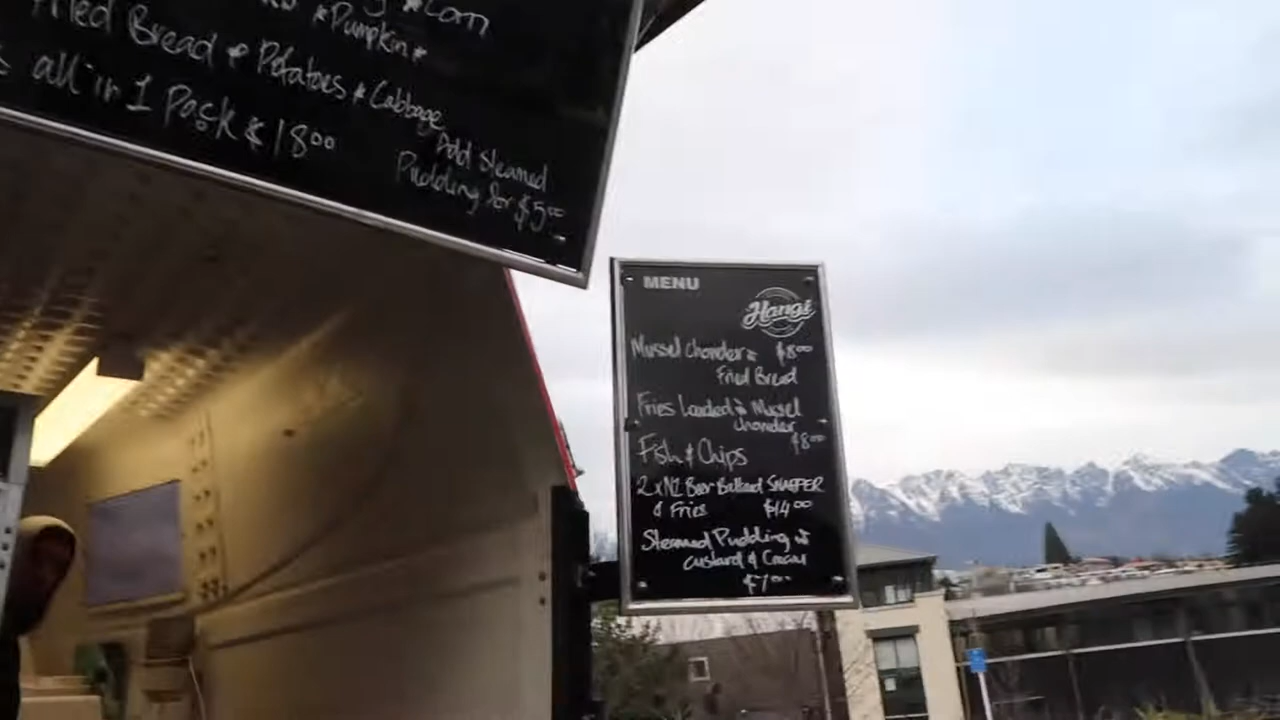 *Corn
*Pumpkin*
Fried Bread * Potatoes * Cabbage
all in 1 Pack $18.00
Add Steamed
Pudding for $5.00
MENU
Hangi
Mussel Chowder & $8.00
Fried Bread
Fries Loaded w Mussel
Chowder
$8.00
Fish & Chips
2 x NZ Beer Batterd SNAPPER
& Fries $14.00
Steamed Pudding w
Custard & Cream
$7.00